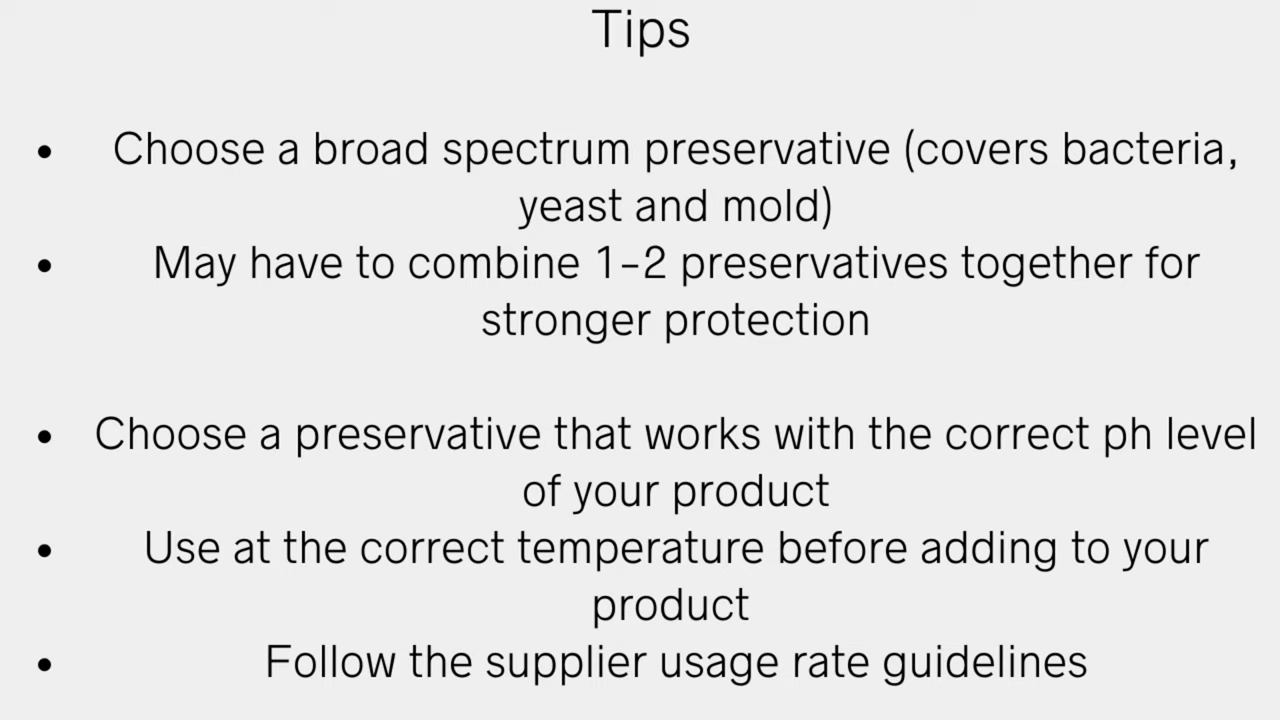 Tips
• Choose a broad spectrum preservative (covers bacteria,
yeast and mold)
• May have to combine 1-2 preservatives together for
stronger protection
• Choose a preservative that works with the correct ph level
of your product
• Use at the correct temperature before adding to your
product
• Follow the supplier usage rate guidelines